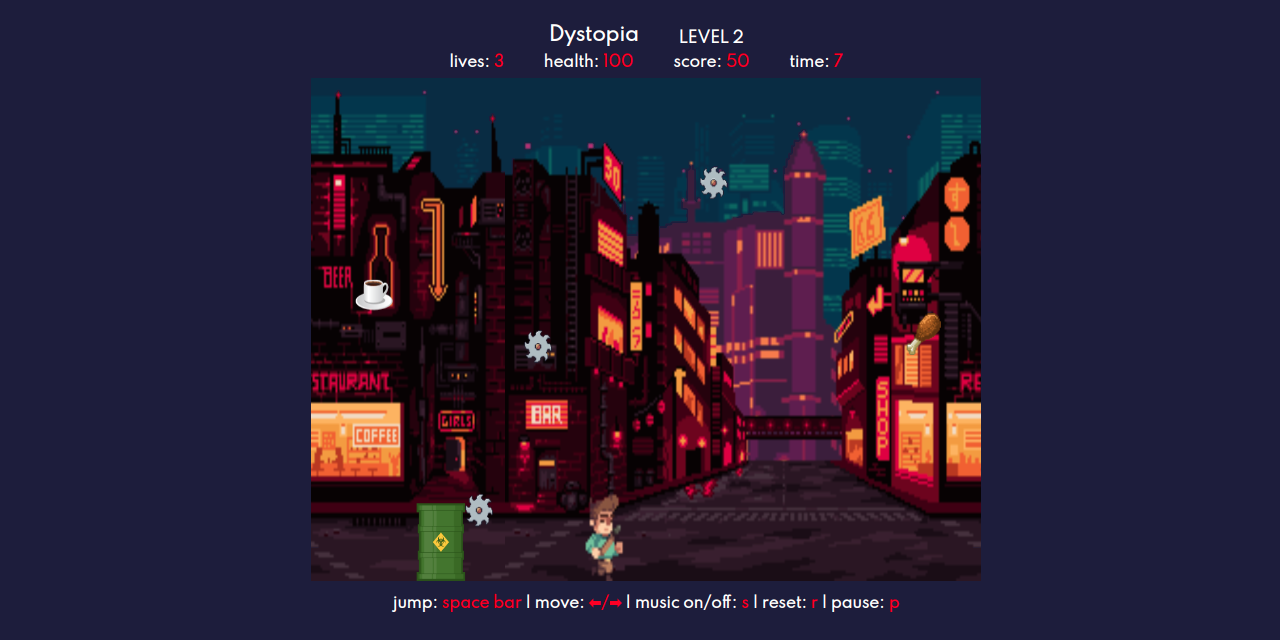 Dystopia LEVEL 2
lives: 3 health: 100 score: 50 time: 7
30
BEER
STAURANT
COFFEE
GIRLS
BAR
SHOP
RE
jump: space bar | move: ⬅/➡ | music on/off: s | reset: r | pause: p